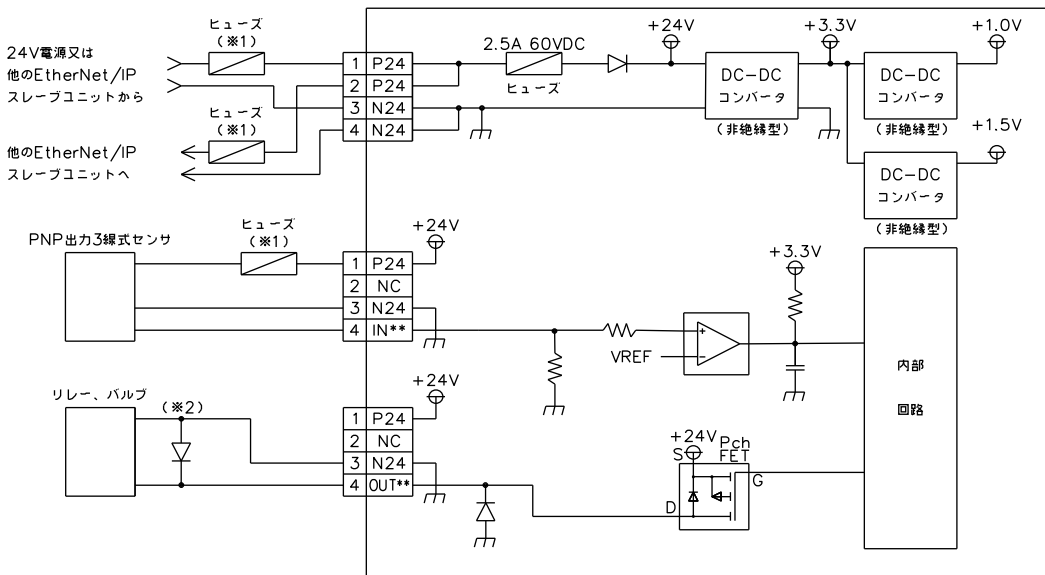 ヒューズ
(※1)
24V電源又は
他のEtherNet/IP
スレーブユニットから
ヒューズ
(※1)
他のEtherNet/IP
スレーブユニットへ
1 P24
2 P24
3 N24
4 N24
2.5A 60VDC
ヒューズ
+24V
DC-DC
コンバータ
(非絶縁型)
+3.3V
DC-DC
コンバータ
(非絶縁型)
+1.0V
+1.5V
DC-DC
コンバータ
(非絶縁型)
PNP出力3線式センサ
ヒューズ
(※1)
+24V
1 P24
2 NC
3 N24
4 IN**
VREF
+
-
+3.3V
内部
回路
リレー、バルブ
(※2)
+24V
1 P24
2 NC
3 N24
4 OUT**
+24V
S
Pch
FET
G
D